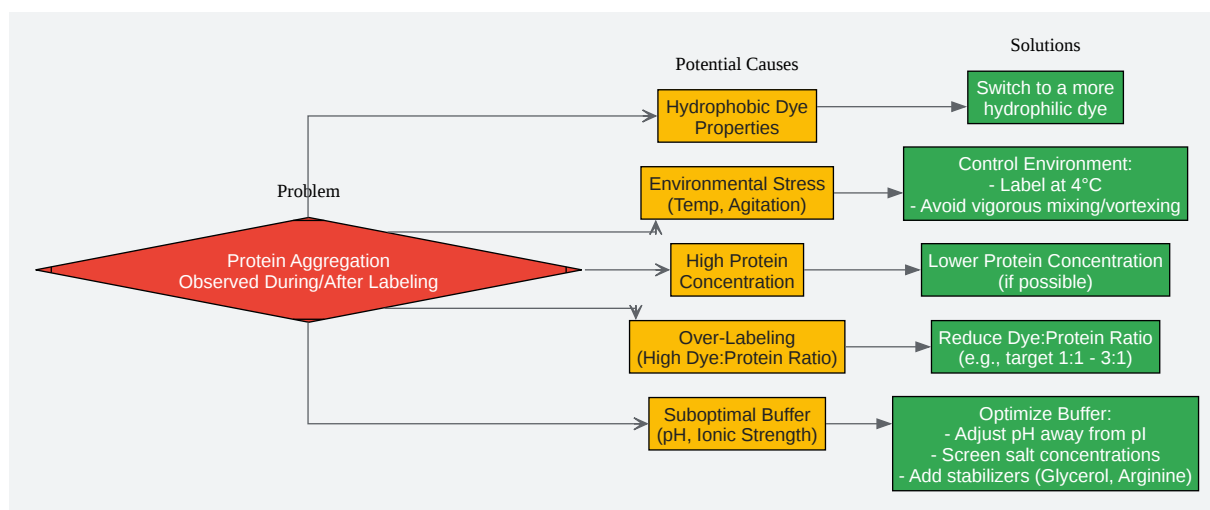 Problem
Protein Aggregation
Observed During/After Labeling
Potential Causes
Hydrophobic Dye
Properties
Environmental Stress
(Temp, Agitation)
High Protein
Concentration
Over-Labeling
(High Dye:Protein Ratio)
Suboptimal Buffer
(pH, Ionic Strength)
Solutions
Switch to a more
hydrophilic dye
Control Environment:
- Label at 4°C
- Avoid vigorous mixing/vortexing
Lower Protein Concentration
(if possible)
Reduce Dye:Protein Ratio
(e.g., target 1:1 - 3:1)
Optimize Buffer:
- Adjust pH away from pI
- Screen salt concentrations
- Add stabilizers (Glycerol, Arginine)